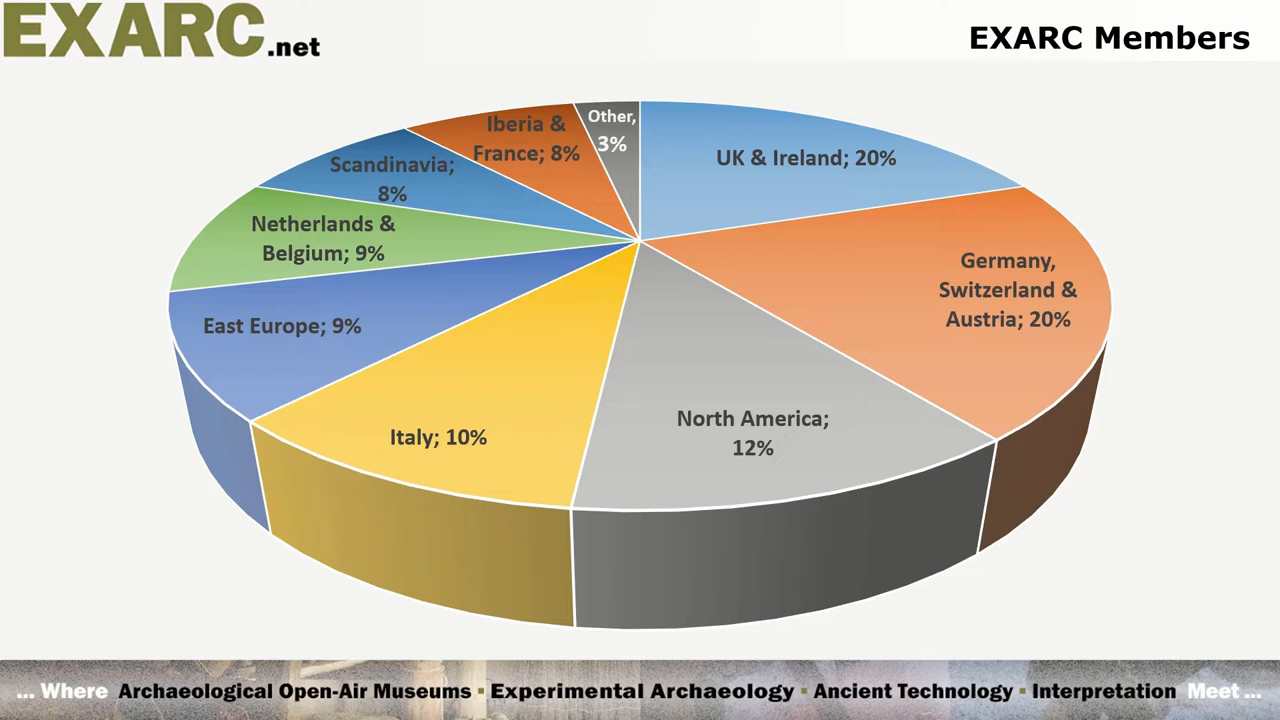 EXARC.net
EXARC Members
Iberia &
France; 8%
Other,
3%
UK & Ireland; 20%
Scandinavia;
8%
Netherlands &
Belgium; 9%
Germany,
Switzerland &
Austria; 20%
East Europe; 9%
North America;
12%
Italy; 10%
... Where Archaeological Open-Air Museums ▪ Experimental Archaeology ▪ Ancient Technology ▪ Interpretation Meet ...